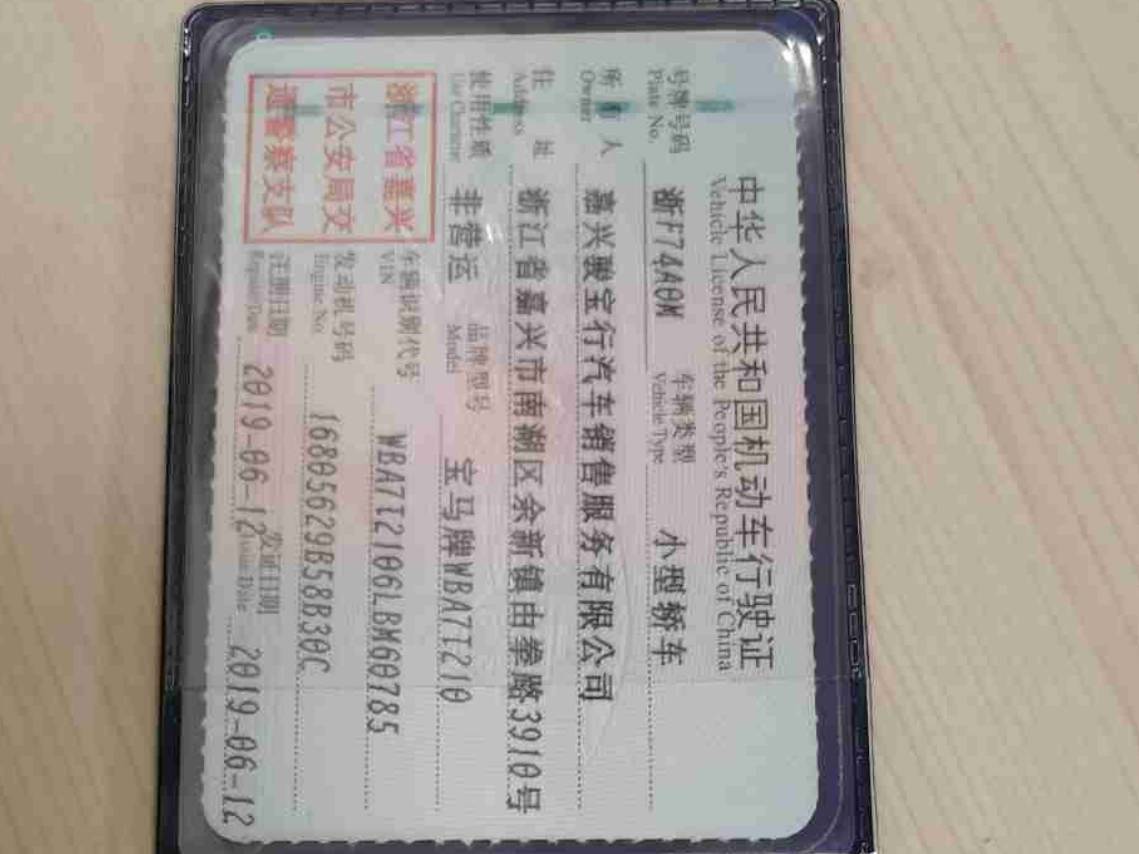 中华人民共和国机动车行驶证
Vehicle License of the People's Republic of China
号牌号码 浙F74A0M 车辆类型 小型轿车
Plate No. Vehicle Type
所有人 嘉兴骏宝行汽车销售服务有限公司
Owner
住址 浙江省嘉兴市南湖区余新镇由拳路3910号
Address
使用性质 非营运 品牌型号 宝马牌WBA7I210
Use Character Model
浙江省嘉兴
市公安局交
通警察支队
车辆识别代号 WBA7I2106LBM60785
VIN
发动机号码 16805629B58B30C
Engine No.
注册日期 2019-06-12 发证日期 2019-06-12
Register Date Issue Date